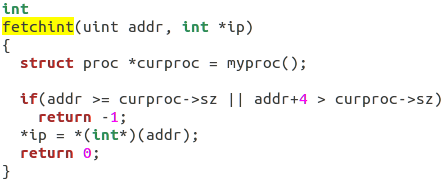 int
fetchint(uint addr, int *ip)
{
  struct proc *curproc = myproc();

  if(addr >= curproc->sz || addr+4 > curproc->sz)
    return -1;
  *ip = *(int*)(addr);
  return 0;
}